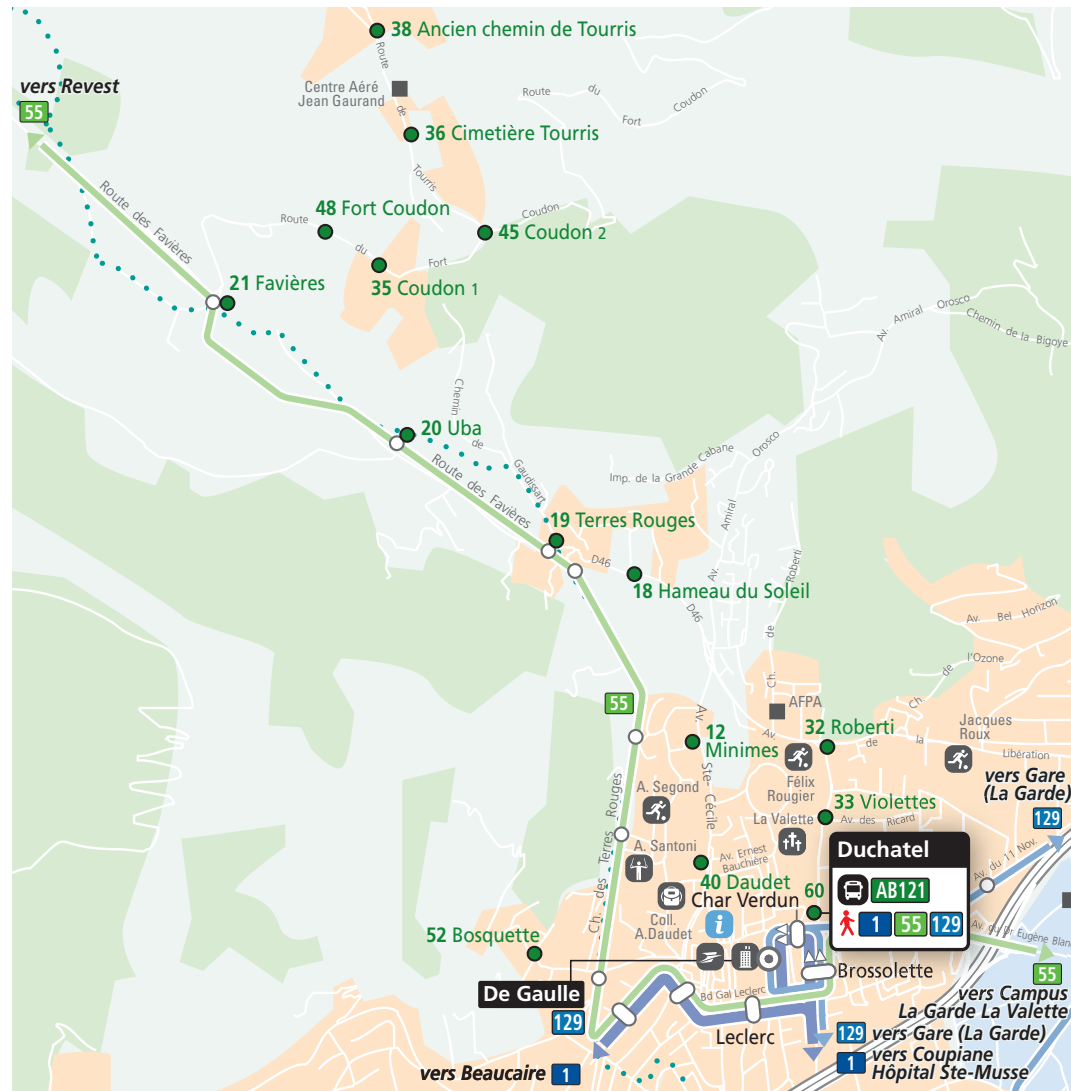 38 Ancien chemin de Tourris
Route
de
Tourris
Centre Aéré
Jean Gaurand
Route du Fort Coudon
vers Revest
55
36 Cimetière Tourris
Route des Favières
48 Fort Coudon
Route du Fort Coudon
45 Coudon 2
35 Coudon 1
21 Favières
Av. Amiral Orosco
Chemin de la Bigoye
Chemin de Gaudissart
20 Uba
Route des Favières
Imp. de la Grande Cabane
Av. Amiral Orosco
19 Terres Rouges
D46
18 Hameau du Soleil
D46
Ch. de Roberti
Av. Bel Horizon
Ch. de l'Ozone
55
AFPA
Av. de la Libération
12
Minimes
Av. Ste- Cécile
32 Roberti
Jacques
Roux
Félix
Rougier
vers Gare
(La Garde)
129
A. Segond
33 Violettes
Av. des Ricard
La Valette
Ch. des Terres Rouges
A. Santoni
Av. Ernest
Bauchière
40 Daudet
60
Duchatel
AB121
1 55 129
Av. du 11 Nov.
Char Verdun
Coll.
A.Daudet
i
52 Bosquette
Av. du Dr Eugène Blanc
Brossolette
55
De Gaulle
129
Bd Gal Leclerc
vers Campus
La Garde La Valette
Leclerc
129 vers Gare (La Garde)
1 vers Coupiane
Hôpital Ste-Musse
vers Beaucaire 1